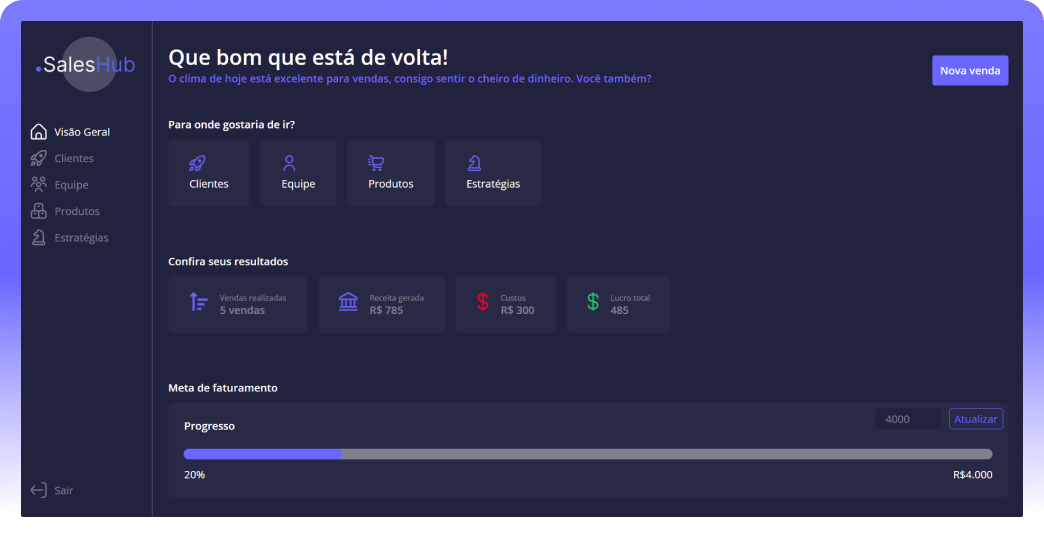 .SalesHub
Visão Geral
Clientes
Equipe
Produtos
Estratégias
Sair
Que bom que está de volta!
O clima de hoje está excelente para vendas, consigo sentir o cheiro de dinheiro. Você também?
Nova venda
Para onde gostaria de ir?
Clientes
Equipe
Produtos
Estratégias
Confira seus resultados
Vendas realizadas
5 vendas
Receita gerada
R$ 785
$
Custos
R$ 300
$
Lucro total
485
Meta de faturamento
Progresso
4000
Atualizar
20%
R$4.000